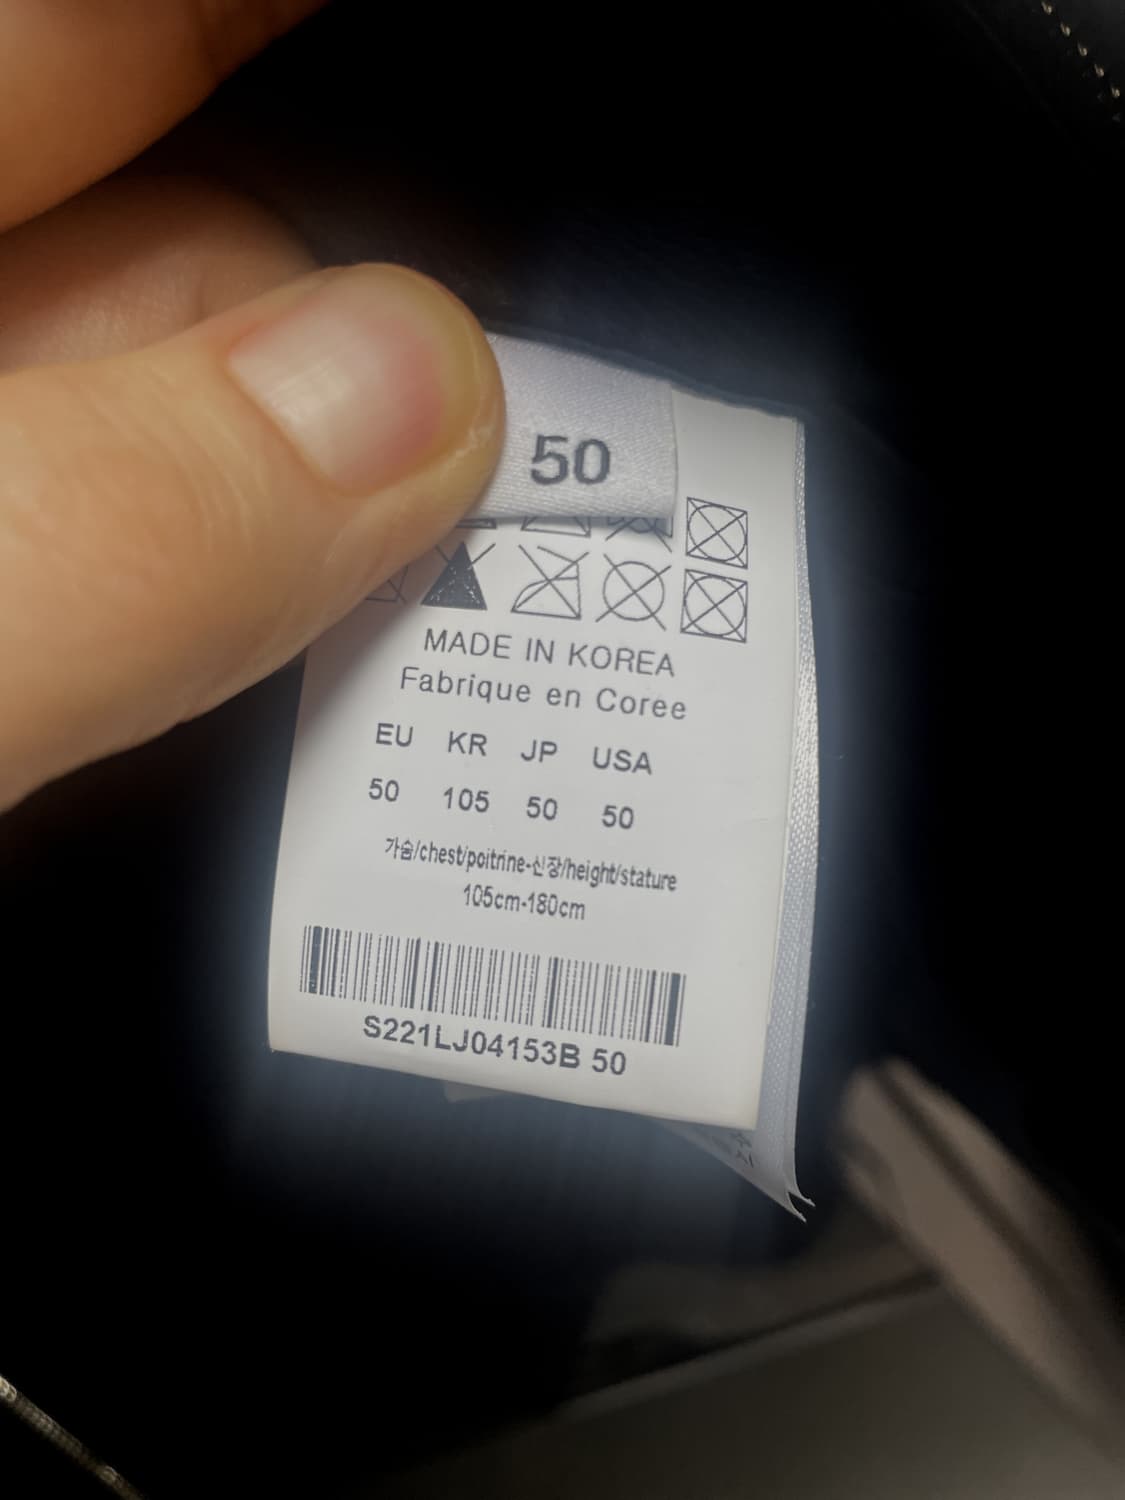 50
MADE IN KOREA
Fabrique en Coree
EU KR JP USA
50 105 50 50
가슴/chest/poitrine-신장/height/stature
105cm-180cm
S221LJ04153B 50